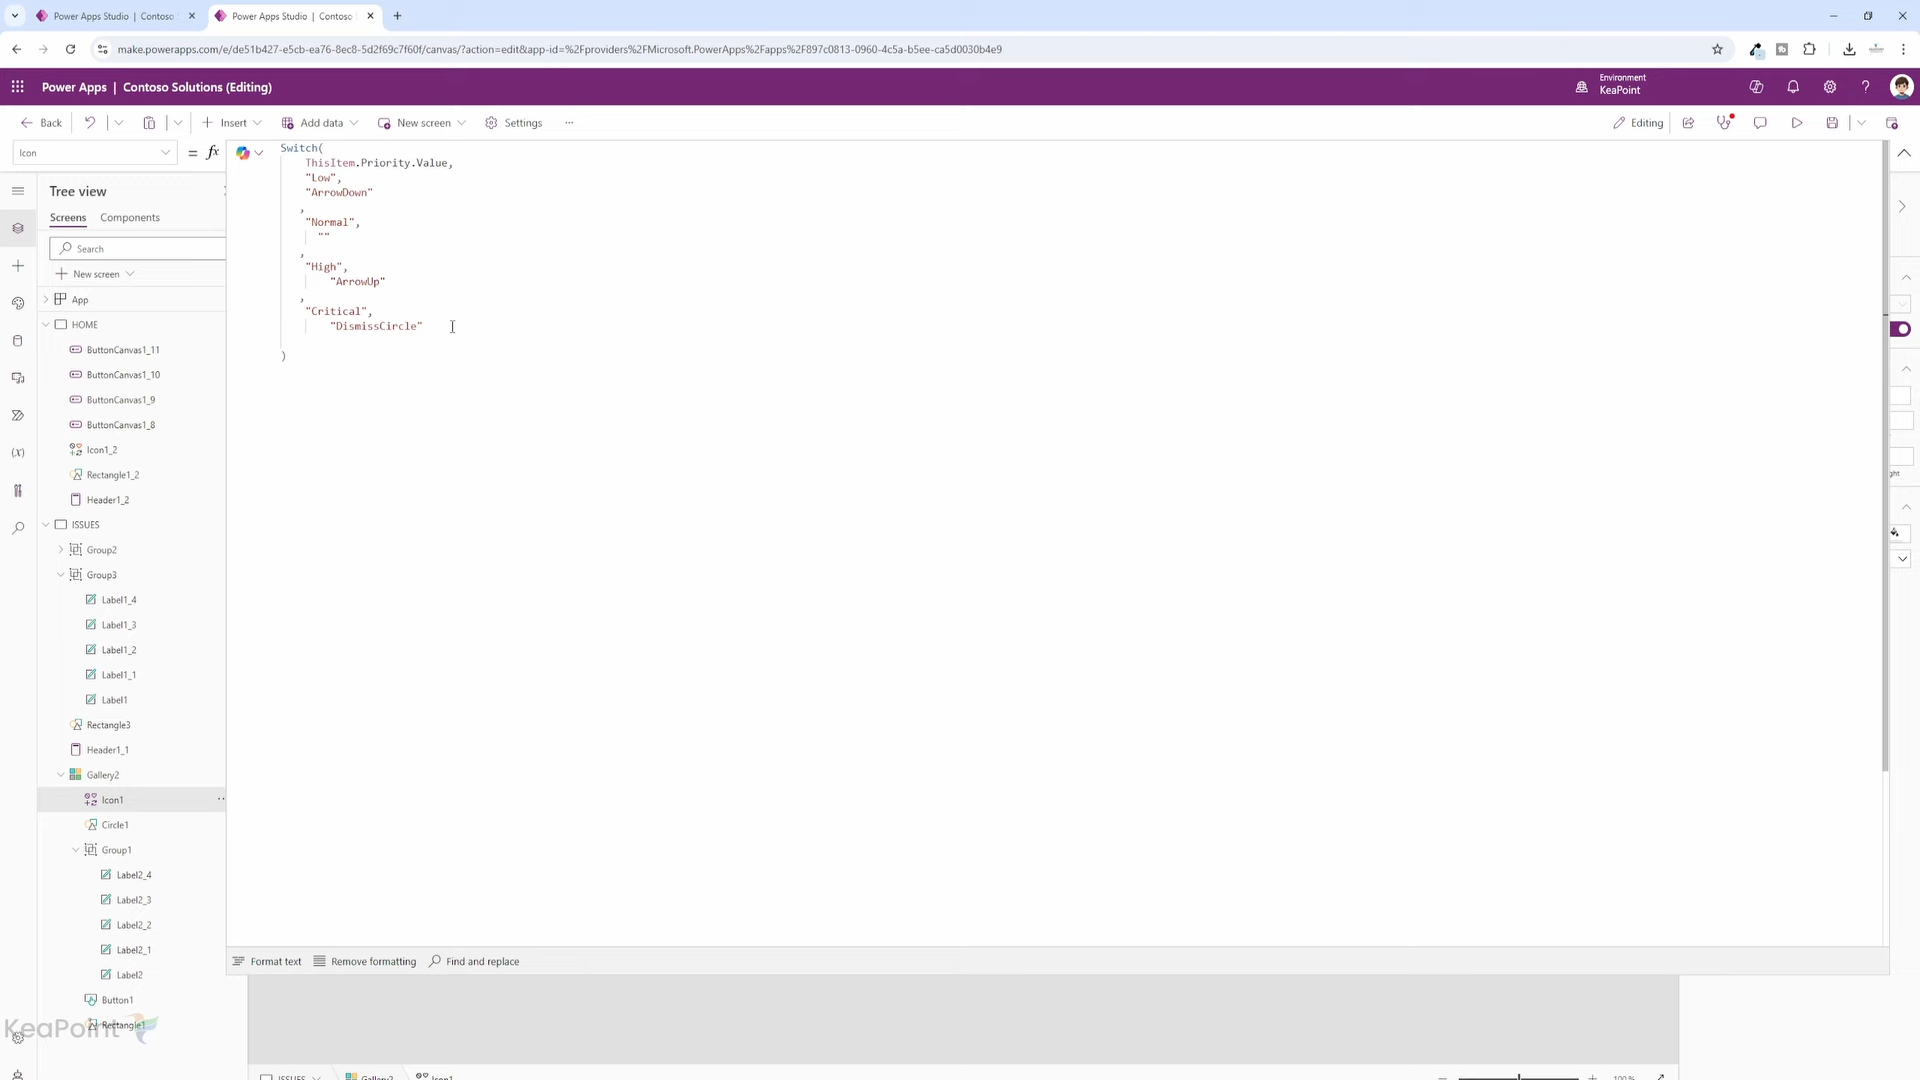 Power Apps Studio | Contoso
Power Apps Studio | Contoso
make.powerapps.com/e/de51b427-e5cb-ea76-8ec8-5d2f69c7f60f/canvas/?action=edit&app-id=%2Fproviders%2FMicrosoft.PowerApps%2Fapps%2F897c0813-0960-4c5a-b5ee-ca5d0030b4e9
Power Apps | Contoso Solutions (Editing)
Environment
KeaPoint
Back
Insert
Add data
New screen
Settings
...
Editing
Icon
= fx
Switch(
ThisItem.Priority.Value,
"Low",
"ArrowDown"
,
"Normal",
""
,
"High",
"ArrowUp"
,
"Critical",
"DismissCircle"
)
Tree view
Screens
Components
Search
New screen
App
HOME
ButtonCanvas1_11
ButtonCanvas1_10
ButtonCanvas1_9
ButtonCanvas1_8
Icon1_2
Rectangle1_2
Header1_2
ISSUES
Group2
Group3
Label1_4
Label1_3
Label1_2
Label1_1
Label1
Rectangle3
Header1_1
Gallery2
Icon1
Circle1
Group1
Label2_4
Label2_3
Label2_2
Label2_1
Label2
Button1
Rectangle1
KeaPoint
Format text
Remove formatting
Find and replace
ISSUES
Gallery2
Icon1
100%